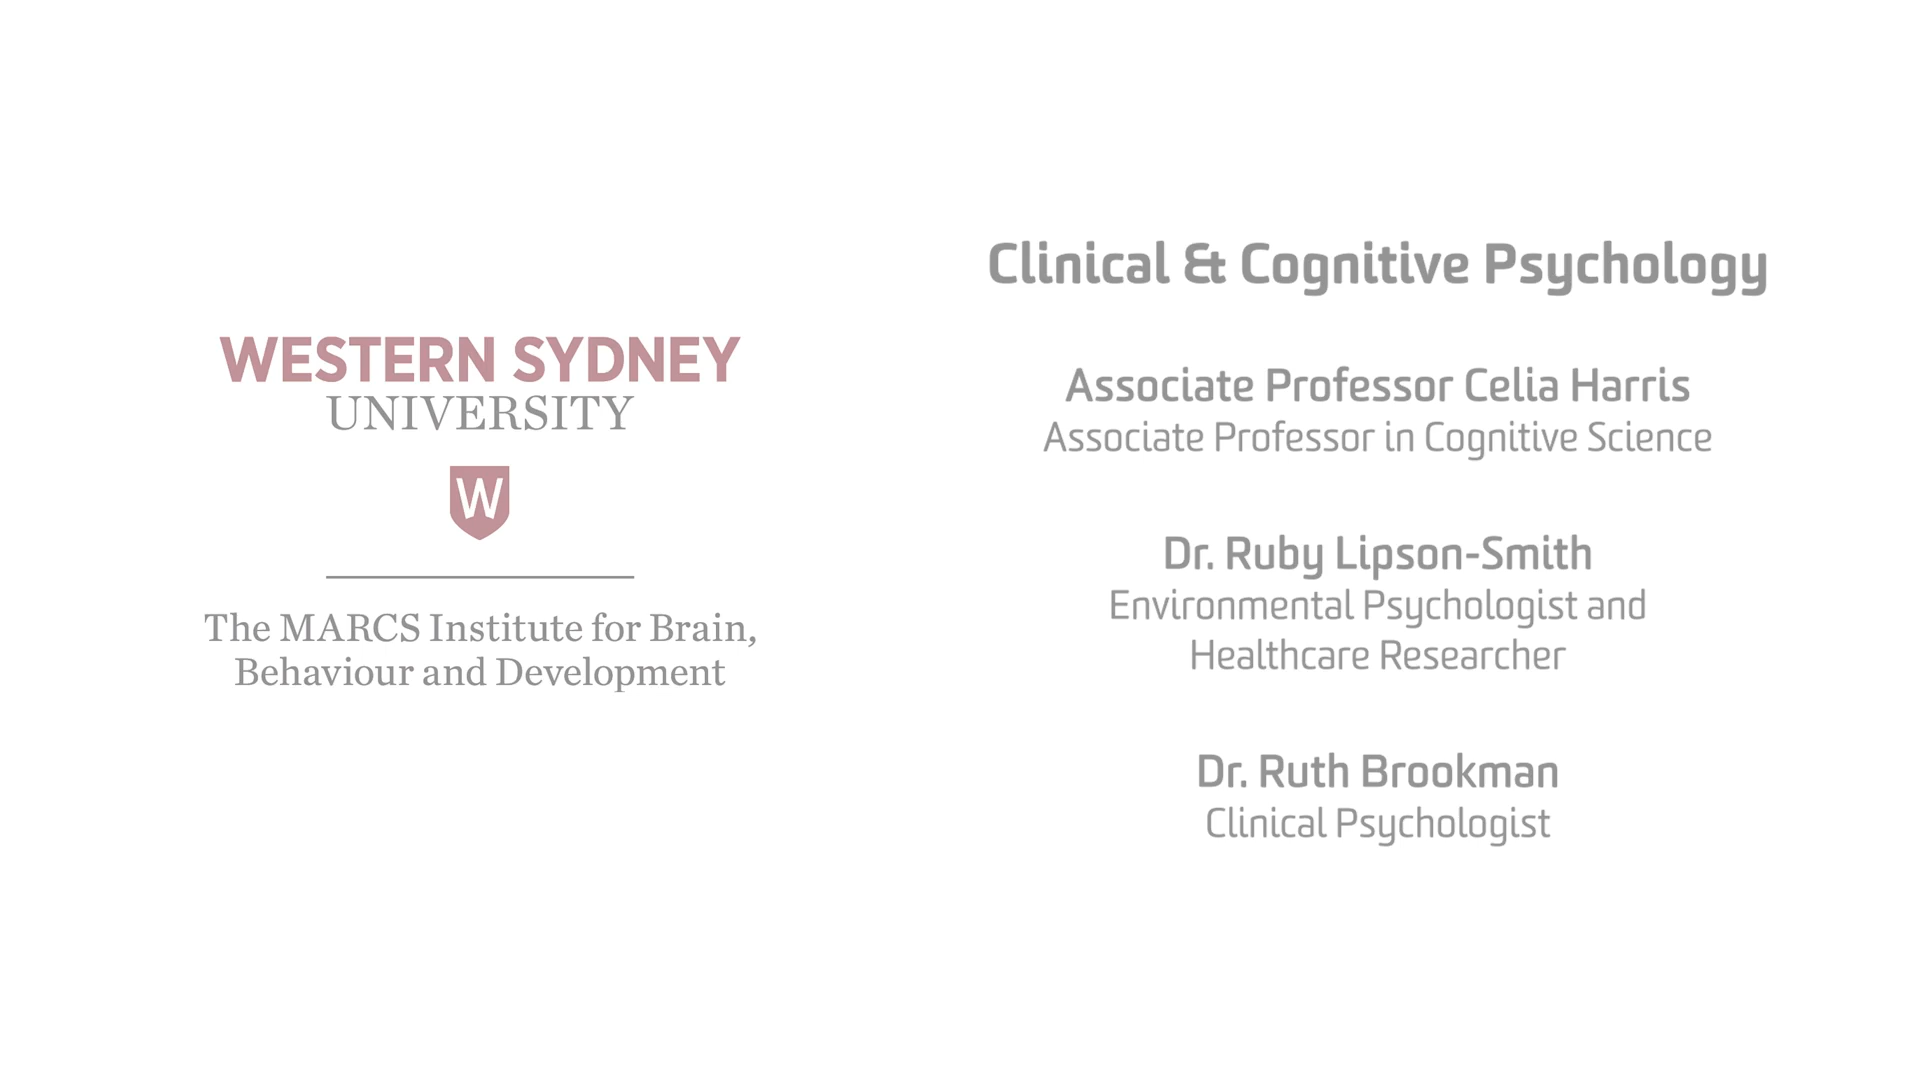 WESTERN SYDNEY
UNIVERSITY
W
The MARCS Institute for Brain,
Behaviour and Development
Clinical & Cognitive Psychology
Associate Professor Celia Harris
Associate Professor in Cognitive Science
Dr. Ruby Lipson-Smith
Environmental Psychologist and
Healthcare Researcher
Dr. Ruth Brookman
Clinical Psychologist